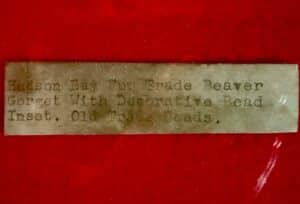 Hudson Bay Fur Trade Beaver
Gorget With Decorative Bead
Inset. Old Trade Beads.